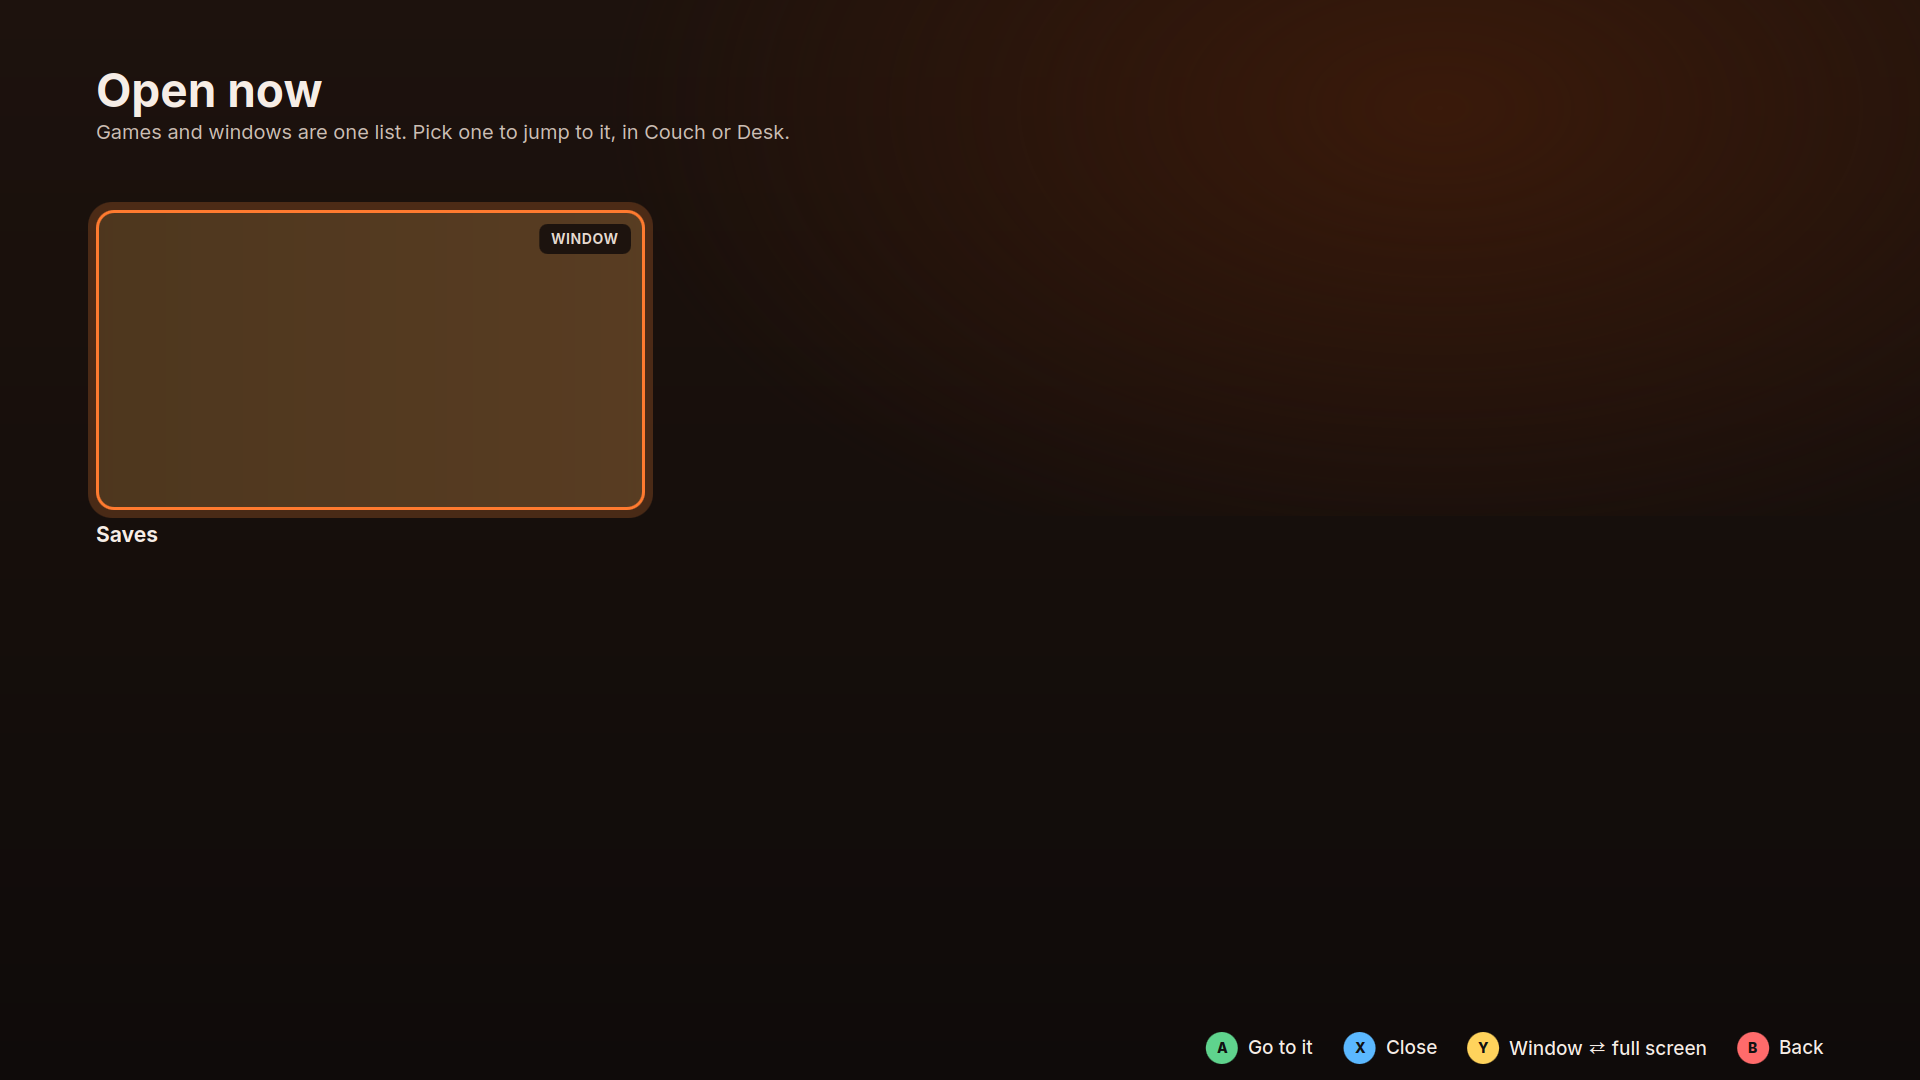 Open now
Games and windows are one list. Pick one to jump to it, in Couch or Desk.
WINDOW
Saves
A Go to it X Close Y Window ⇄ full screen B Back